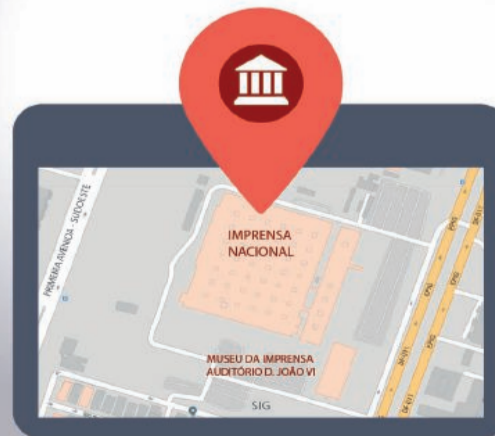 PRIMEIRA AVENIDA - SUDOESTE
IMPRENSA
NACIONAL
MUSEU DA IMPRENSA
AUDITÓRIO D. JOÃO VI
SIG